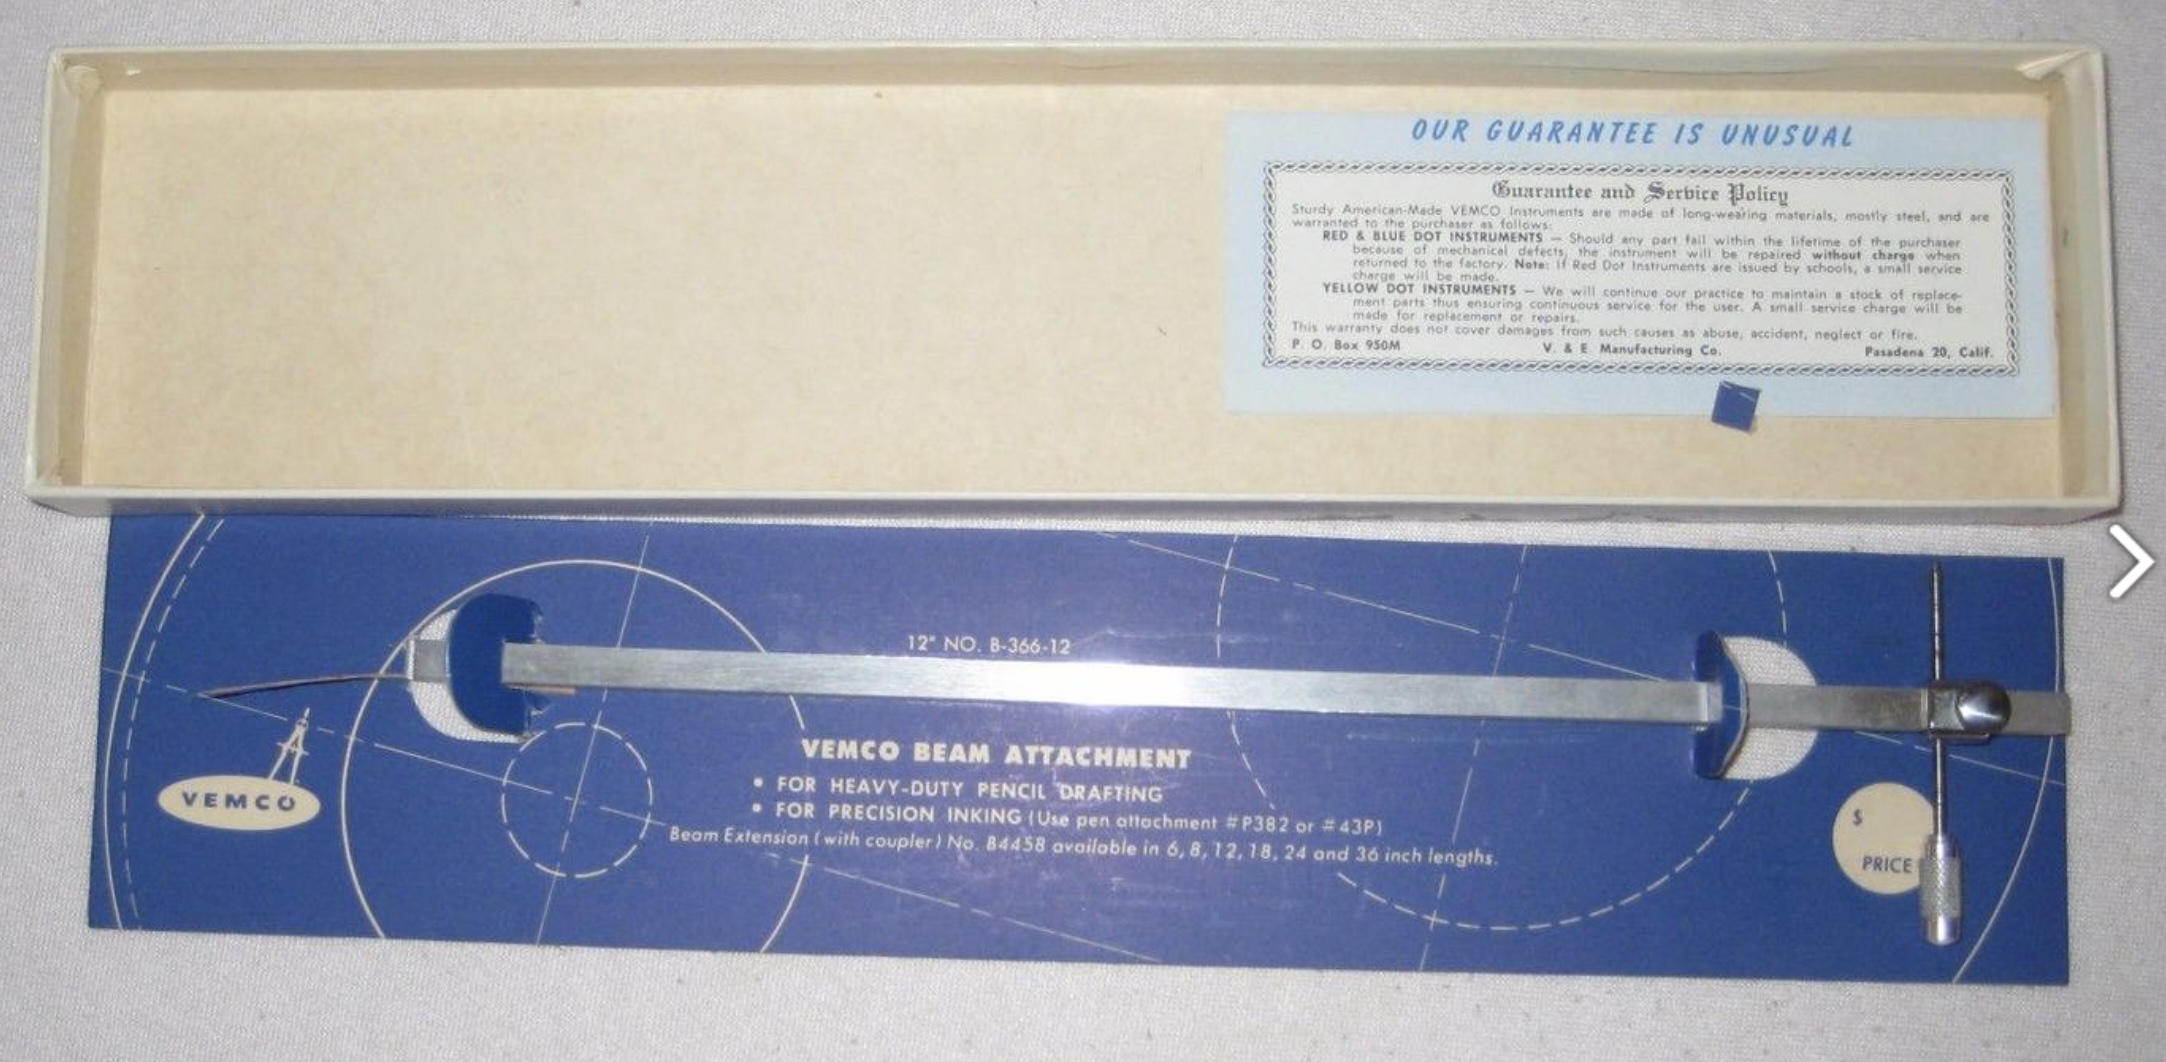 OUR GUARANTEE IS UNUSUAL
Guarantee and Service Policy
Sturdy American-Made VEMCO Instruments are made of long-wearing materials, mostly steel, and are
warranted to the purchaser as follows:
RED & BLUE DOT INSTRUMENTS — Should any part fail within the lifetime of the purchaser
because of mechanical defects, the instrument will be repaired without charge when
returned to the factory. Note: If Red Dot Instruments are issued by schools, a small service
charge will be made.
YELLOW DOT INSTRUMENTS — We will continue our practice to maintain a stock of replace-
ment parts thus ensuring continuous service for the user. A small service charge will be
made for replacement or repairs.
This warranty does not cover damages from such causes as abuse, accident, neglect or fire.
P. O. Box 950M V. & E. Manufacturing Co. Pasadena 20, Calif.
12" NO. B-366-12
VEMCO BEAM ATTACHMENT
• FOR HEAVY-DUTY PENCIL DRAFTING
• FOR PRECISION INKING (Use pen attachment #P382 or #43P)
Beam Extension (with coupler) No. B4458 available in 6, 8, 12, 18, 24 and 36 inch lengths.
VEMCO
$
PRICE